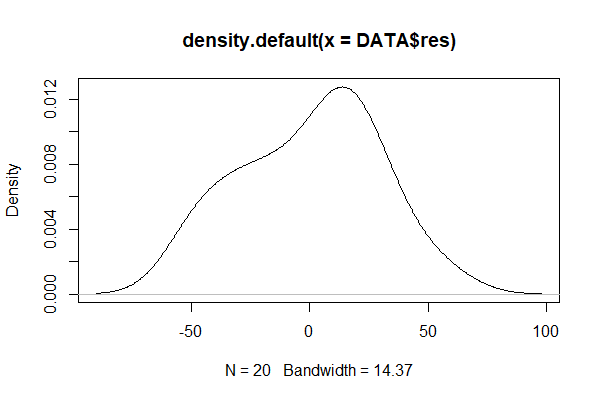 density.default(x = DATA$res)
Density
0.012
0.008
0.004
0.000
-50
0
50
100
N = 20 Bandwidth = 14.37